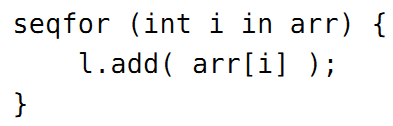 seqfor (int i in arr) {
    l.add( arr[i] );
}